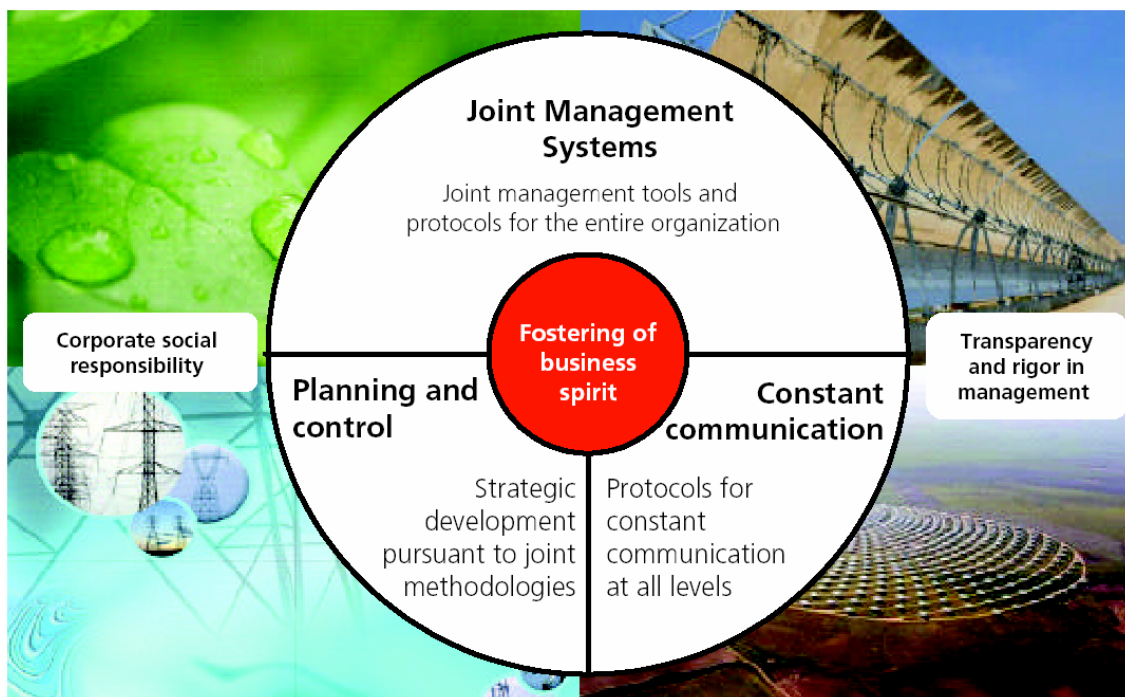 Joint Management
Systems
Joint management tools and
protocols for the entire organization
Fostering of
business
spirit
Corporate social
responsibility
Transparency
and rigor in
management
Planning and
control
Strategic
development
pursuant to joint
methodologies
Constant
communication
Protocols for
constant
communication
at all levels